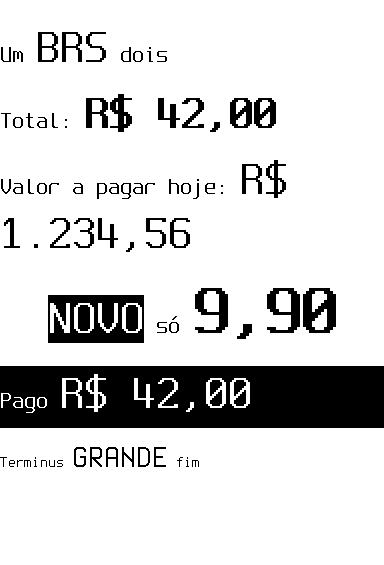 Um BRS dois
Total: R$ 42,00
Valor a pagar hoje: R$
1.234,56
NOVO só 9,90
Pago R$ 42,00
Terminus GRANDE fim